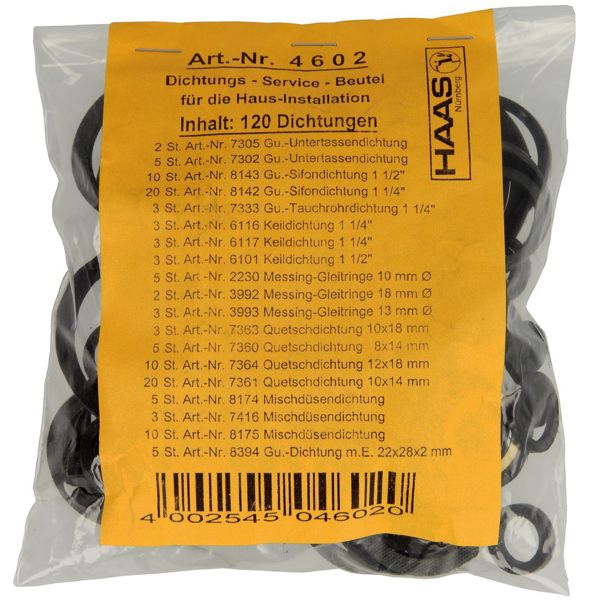 Art.-Nr. 4602
Dichtungs - Service - Beutel
für die Haus-Installation
Inhalt: 120 Dichtungen
HAAS
Nürnberg
2 St. Art.-Nr. 7305 Gu.-Untertassendichtung
5 St. Art.-Nr. 7302 Gu.-Untertassendichtung
10 St. Art.-Nr. 8143 Gu.-Sifondichtung 1 1/2"
20 St. Art.-Nr. 8142 Gu.-Sifondichtung 1 1/4"
3 St. Art.-Nr. 7333 Gu.-Tauchrohrdichtung 1 1/4"
3 St. Art.-Nr. 6116 Keildichtung 1 1/4"
3 St. Art.-Nr. 6117 Keildichtung 1 1/4"
3 St. Art.-Nr. 6101 Keildichtung 1 1/2"
5 St. Art.-Nr. 2230 Messing-Gleitringe 10 mm Ø
2 St. Art.-Nr. 3992 Messing-Gleitringe 18 mm Ø
3 St. Art.-Nr. 3993 Messing-Gleitringe 13 mm Ø
3 St. Art.-Nr. 7363 Quetschdichtung 10x18 mm
5 St. Art.-Nr. 7360 Quetschdichtung 8x14 mm
10 St. Art.-Nr. 7364 Quetschdichtung 12x18 mm
20 St. Art.-Nr. 7361 Quetschdichtung 10x14 mm
5 St. Art.-Nr. 8174 Mischdüsendichtung
3 St. Art.-Nr. 7416 Mischdüsendichtung
10 St. Art.-Nr. 8175 Mischdüsendichtung
5 St. Art.-Nr. 8394 Gu.-Dichtung m.E. 22x28x2 mm
4 002545 046020